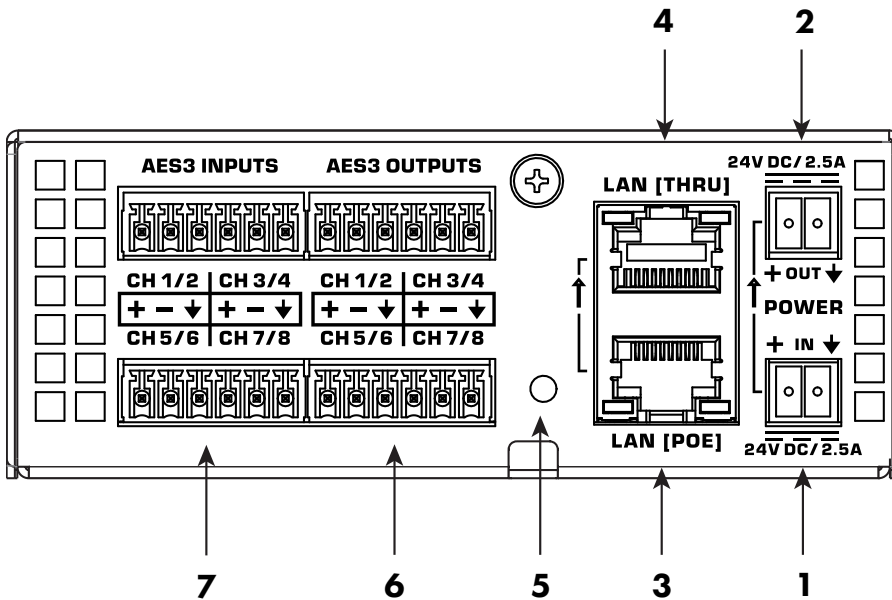 4 2
AES3 INPUTS AES3 OUTPUTS
24V DC/ 2.5A
LAN [THRU]
CH 1/2 CH 3/4 CH 1/2 CH 3/4
+ OUT
+ - + - + - + -
POWER
CH 5/6 CH 7/8 CH 5/6 CH 7/8
+ IN
LAN [POE]
24V DC/ 2.5A
7 6 5 3 1